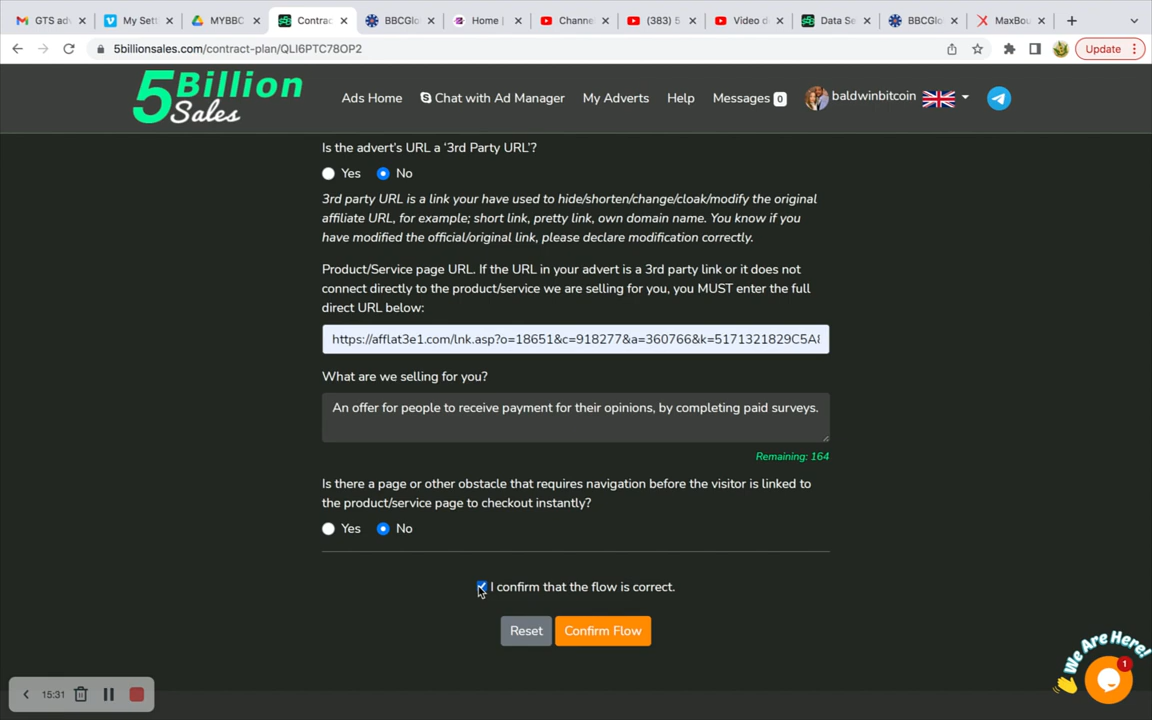 GTS ad
My Sett
MYBBC
Contrac
BBCGlo
Home |
Channe
(383) 5
Video d
Data Se
BBCGlo
MaxBou
5billionsales.com/contract-plan/QLI6PTC78OP2
Update
5 Billion
Sales
Ads Home
Chat with Ad Manager
My Adverts
Help
Messages 0
baldwinbitcoin
Is the advert's URL a '3rd Party URL'?
Yes No
3rd party URL is a link your have used to hide/shorten/change/cloak/modify the original
affiliate URL, for example; short link, pretty link, own domain name. You know if you
have modified the official/original link, please declare modification correctly.
Product/Service page URL. If the URL in your advert is a 3rd party link or it does not
connect directly to the product/service we are selling for you, you MUST enter the full
direct URL below:
https://afflat3e1.com/lnk.asp?o=18651&c=918277&a=360766&k=5171321829C5A8
What are we selling for you?
An offer for people to receive payment for their opinions, by completing paid surveys.
Remaining: 164
Is there a page or other obstacle that requires navigation before the visitor is linked to
the product/service page to checkout instantly?
Yes No
I confirm that the flow is correct.
Reset Confirm Flow
We Are Here!
1
15:31